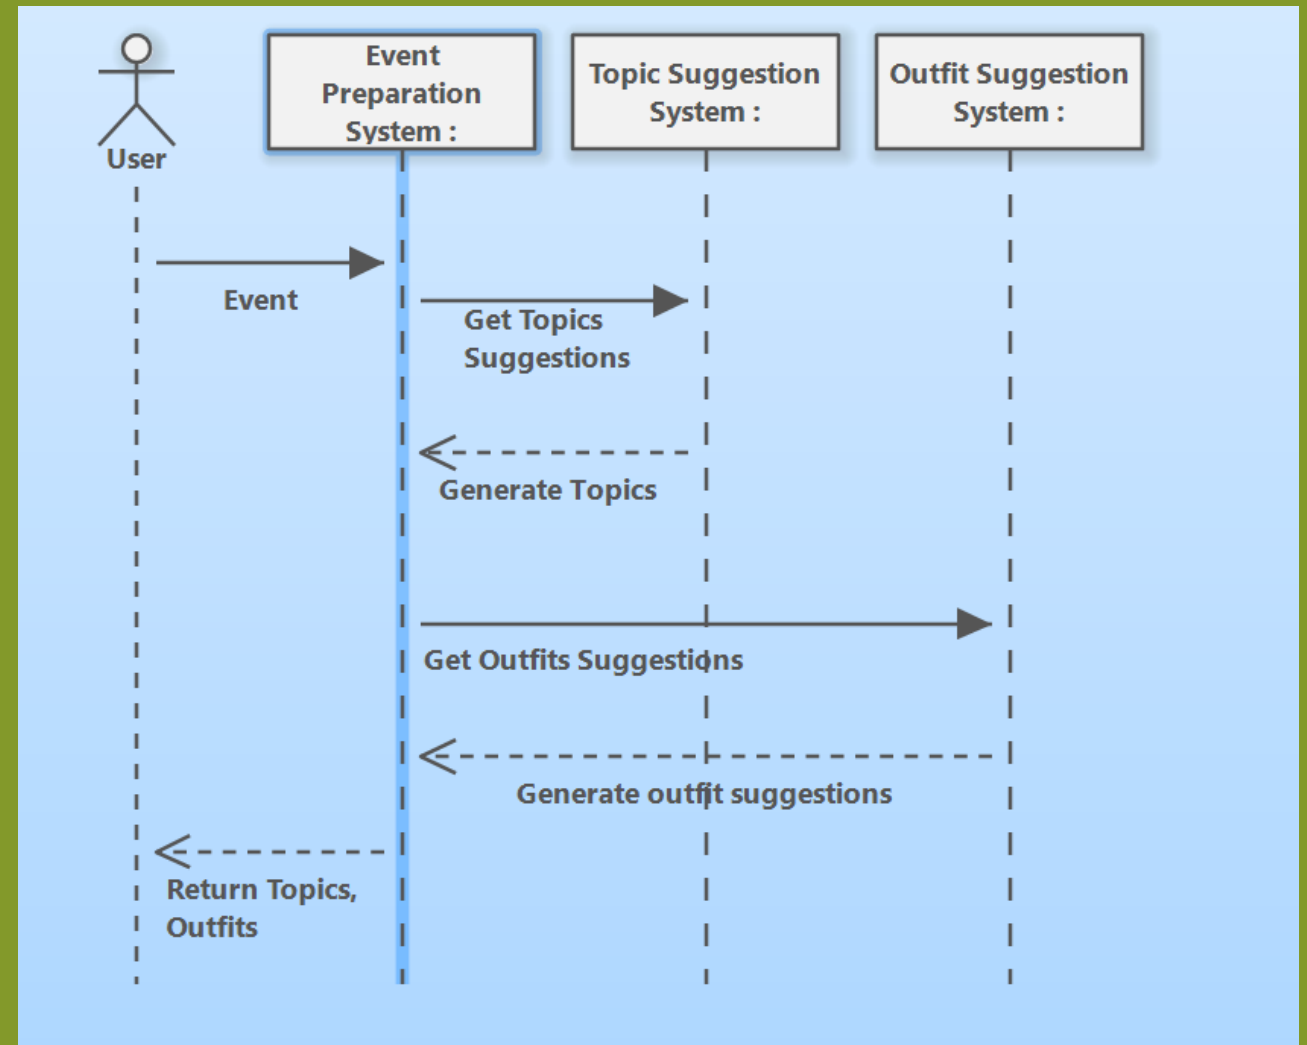 Event
Preparation
System :
Topic Suggestion
System :
Outfit Suggestion
System :
User
Event
Get Topics
Suggestions
Generate Topics
Get Outfits Suggestions
Generate outfit suggestions
Return Topics,
Outfits